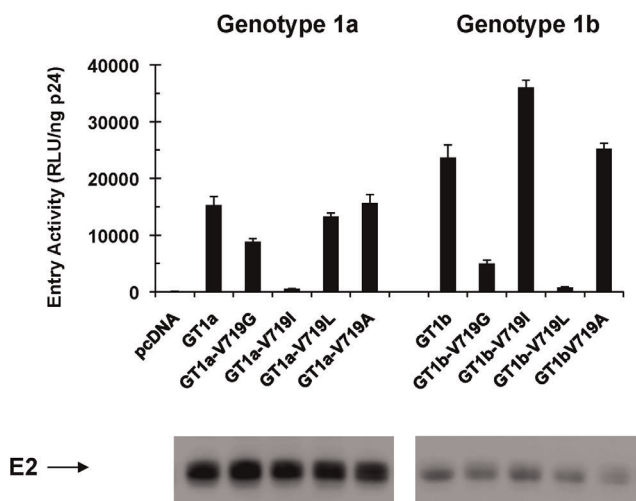 Genotype 1a
Genotype 1b
Entry Activity (RLU/ng p24)
40000
30000
20000
10000
0
pcDNA
GT1a
GT1a-V719G
GT1a-V719I
GT1a-V719L
GT1a-V719A
GT1b
GT1b-V719G
GT1b-V719I
GT1b-V719L
GT1bV719A
E2